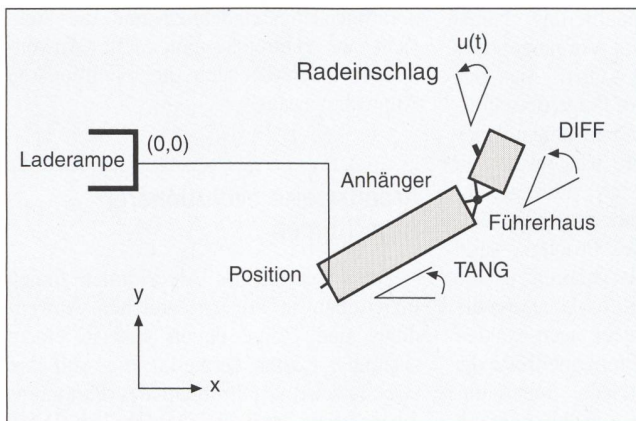 u(t)
Radeinschlag
(0,0)
DIFF
Laderampe
Anhänger
Führerhaus
Position
TANG
y
x